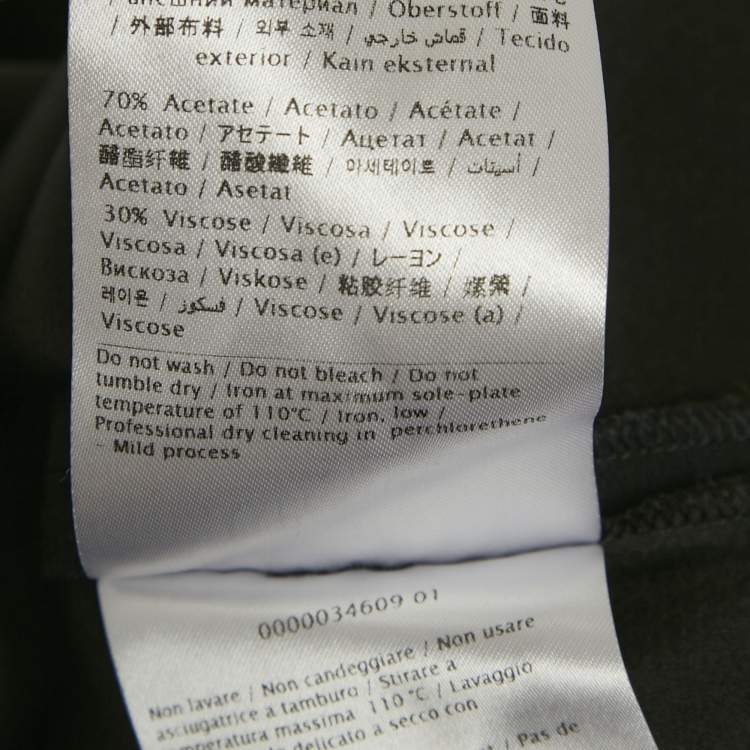 / внешний материал / Oberstoff / 面料
/ 外部布料 / 외부 소재 / قماش خارجي / Tecido
exterior / Kain eksternal
70% Acetate / Acetato / Acétate /
Acetato / アセテート / Ацетат / Acetat /
醋酯纤维 / 醋酸纖維 / 아세테이트 / أسيتات /
Acetato / Asetat
30% Viscose / Viscosa / Viscose /
Viscosa / Viscosa (e) / レーヨン /
Вискоза / Viskose / 粘胶纤维 / 嫘縈 /
레이온 / فسكوز / Viscose / Viscose (a) /
Viscose
Do not wash / Do not bleach / Do not
tumble dry / Iron at maximum sole-plate
temperature of 110°C / Iron, low /
Professional dry cleaning in perchlorethene
- Mild process
0000034609 01
Non lavare / Non candeggiare / Non usare
asciugatrice a tamburo / Stirare a
temperatura massima 110°C / Lavaggio
delicato a secco con
/ Pas de